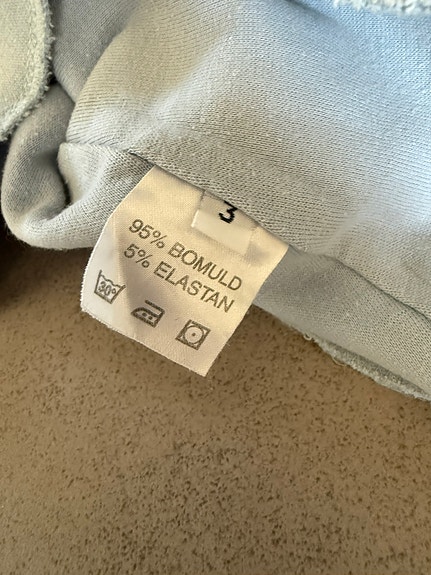 3
95% BOMULD
5% ELASTAN
30°